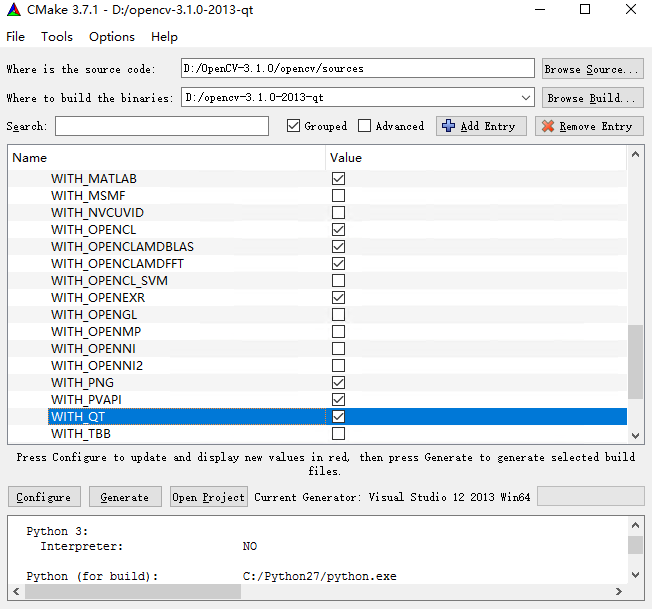 CMake 3.7.1 - D:/opencv-3.1.0-2013-qt
File Tools Options Help
Where is the source code: D:/OpenCV-3.1.0/opencv/sources Browse Source...
Where to build the binaries: D:/opencv-3.1.0-2013-qt Browse Build...
Search: Grouped Advanced Add Entry Remove Entry
Name Value
WITH_MATLAB
WITH_MSMF
WITH_NVCUVID
WITH_OPENCL
WITH_OPENCLAMDBLAS
WITH_OPENCLAMDFFT
WITH_OPENCL_SVM
WITH_OPENEXR
WITH_OPENGL
WITH_OPENMP
WITH_OPENNI
WITH_OPENNI2
WITH_PNG
WITH_PVAPI
WITH_QT
WITH_TBB
Press Configure to update and display new values in red, then press Generate to generate selected build
files.
Configure Generate Open Project Current Generator: Visual Studio 12 2013 Win64
Python 3:
Interpreter: NO
Python (for build): C:/Python27/python.exe